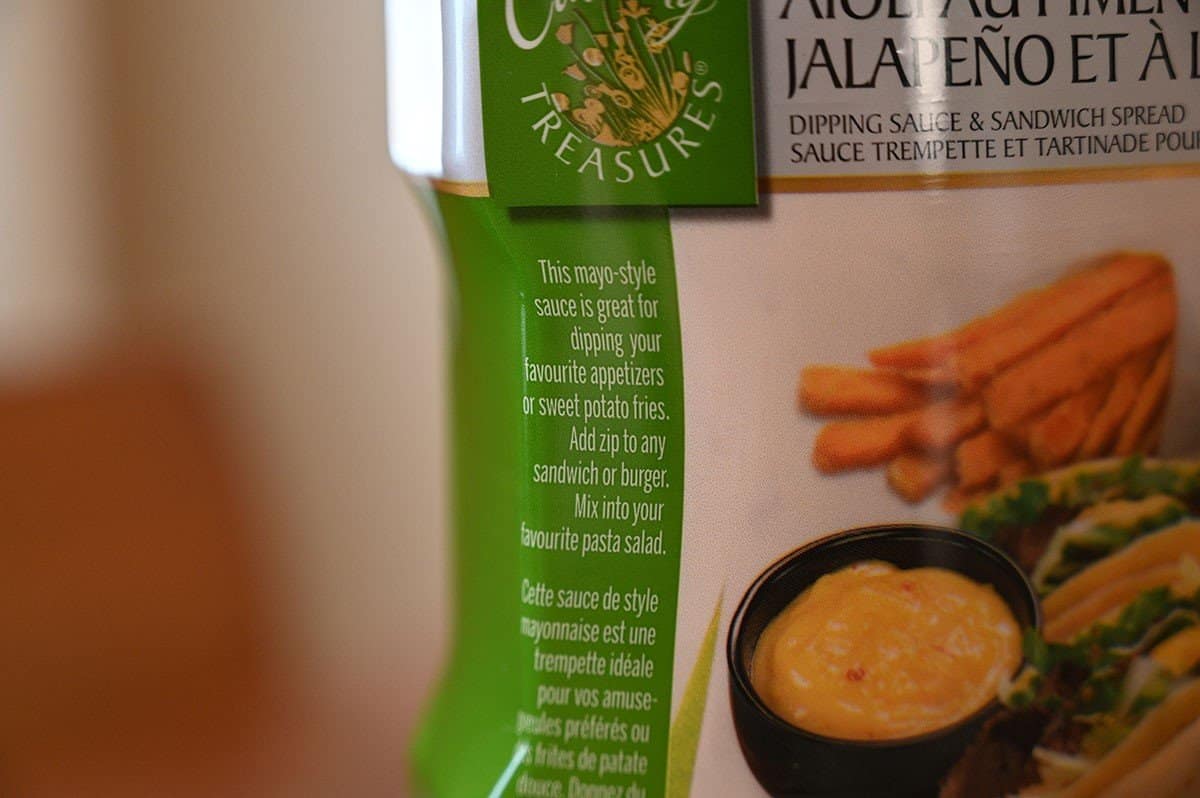 TREASURES®
JALAPEÑO ET À
DIPPING SAUCE & SANDWICH SPREAD
SAUCE TREMPETTE ET TARTINADE
This mayo-style
sauce is great for
dipping your
favourite appetizers
or sweet potato fries.
Add zip to any
sandwich or burger.
Mix into your
favourite pasta salad.
Cette sauce de style
mayonnaise est une
trempette idéale
pour vos amuse-
gueules préférés ou
frites de patate
douce. Donnez du